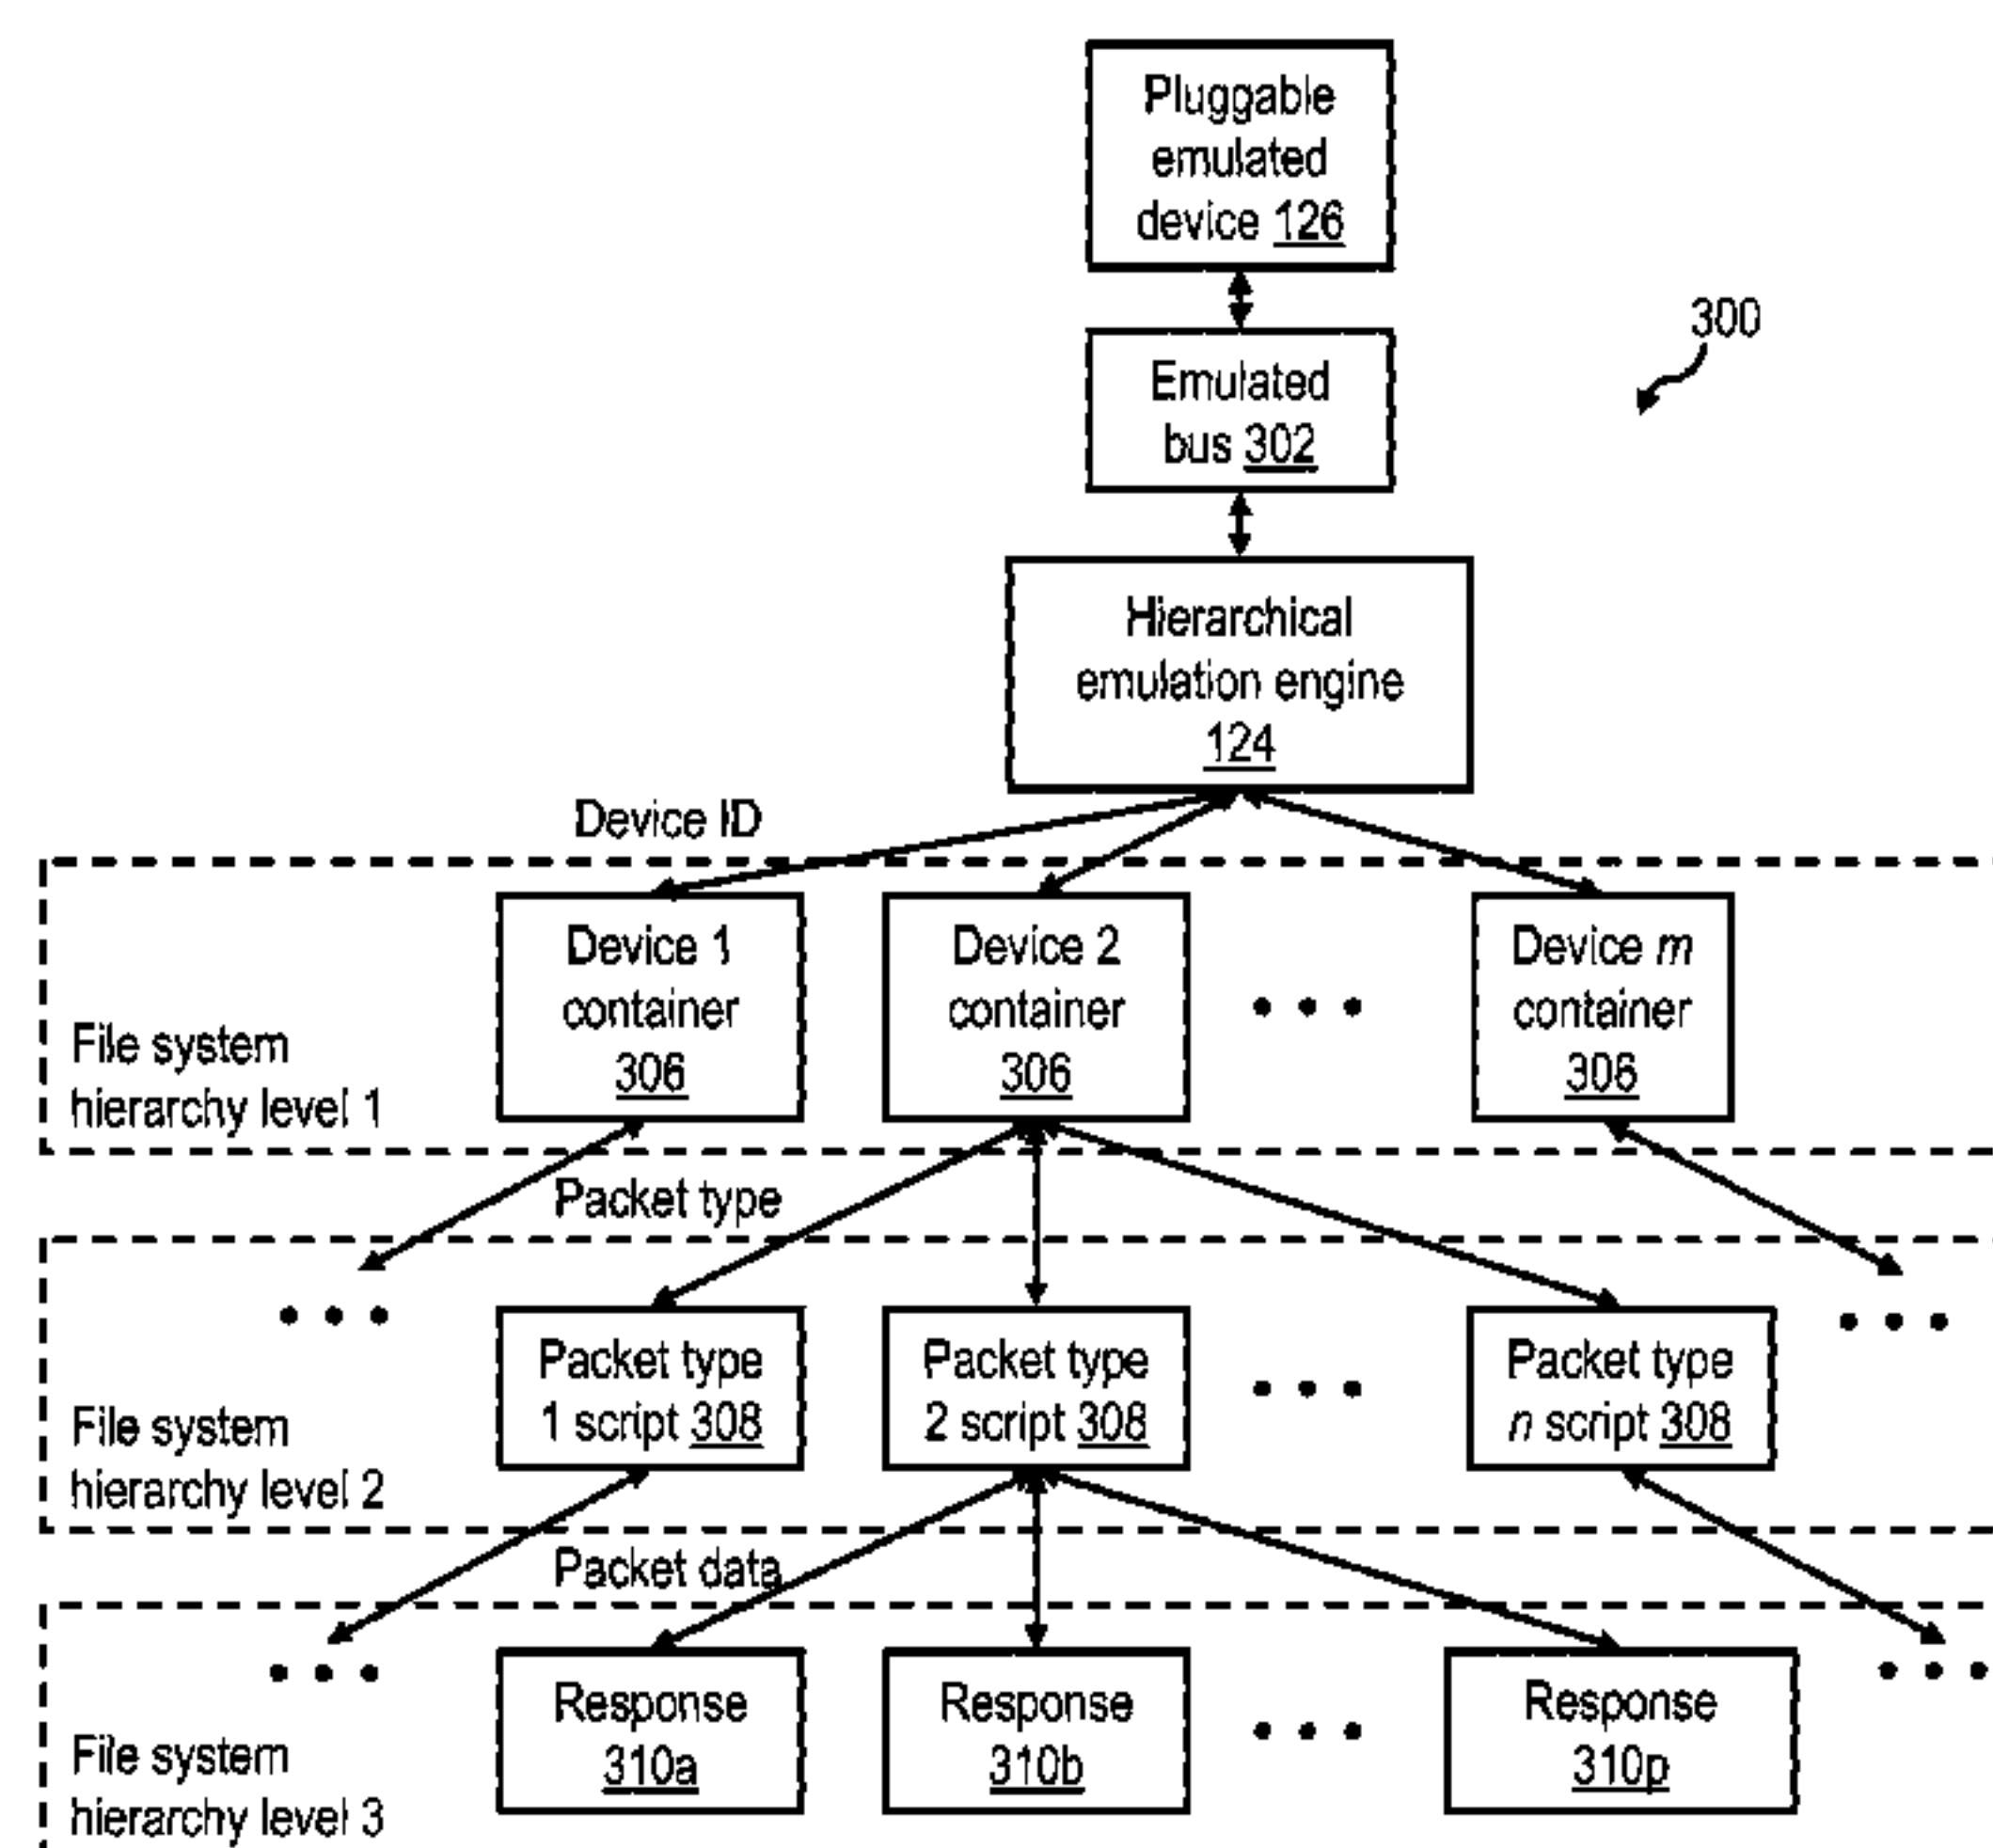 Pluggable
emulated
device 126
300
Emulated
bus 302
Hierarchical
emulation engine
124
Device ID
Device 1
container
306
Device 2
container
306
Device m
container
306
File system
hierarchy level 1
Packet type
Packet type
1 script 308
Packet type
2 script 308
Packet type
n script 308
File system
hierarchy level 2
Packet data
Response
310a
Response
310b
Response
310p
File system
hierarchy level 3